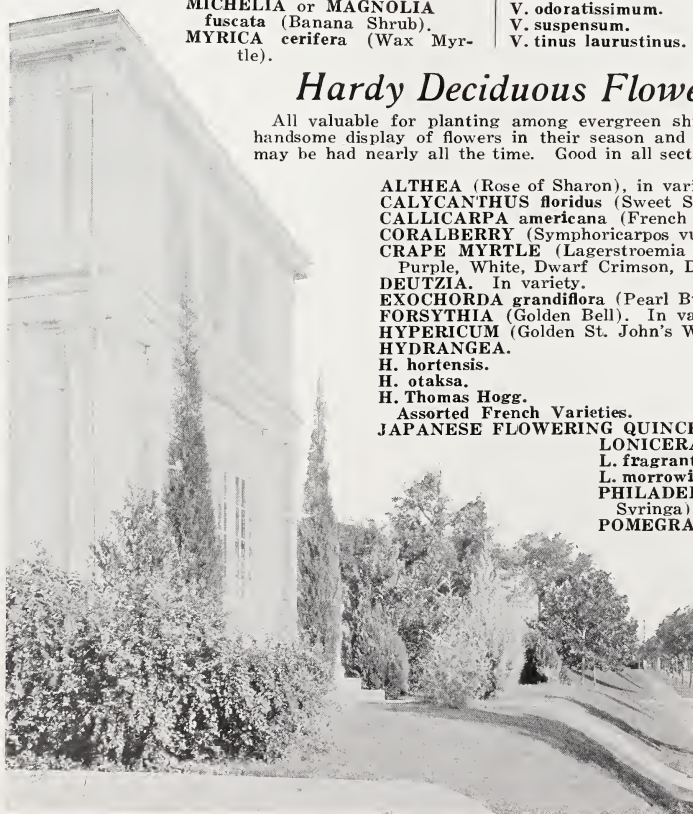 MICHELIA or MAGNOLIA
fuscata (Banana Shrub).
MYRICA cerifera (Wax Myr-
tle).
V. odoratissimum.
V. suspensum.
V. tinus laurustinus.
Hardy Deciduous Flowe
All valuable for planting among evergreen sh
handsome display of flowers in their season and
may be had nearly all the time. Good in all sect
ALTHEA (Rose of Sharon), in vari
CALYCANTHUS floridus (Sweet S
CALLICARPA americana (French
CORALBERRY (Symphoricarpos vu
CRAPE MYRTLE (Lagerstroemia
Purple, White, Dwarf Crimson, D
DEUTZIA. In variety.
EXOCHORDA grandiflora (Pearl B
FORSYTHIA (Golden Bell). In va
HYPERICUM (Golden St. John's W
HYDRANGEA.
H. hortensis.
H. otaksa.
H. Thomas Hogg.
Assorted French Varieties.
JAPANESE FLOWERING QUINCE
LONICERA
L. fragrant
L. morrowi
PHILADEL
Syringa)
POMEGRA